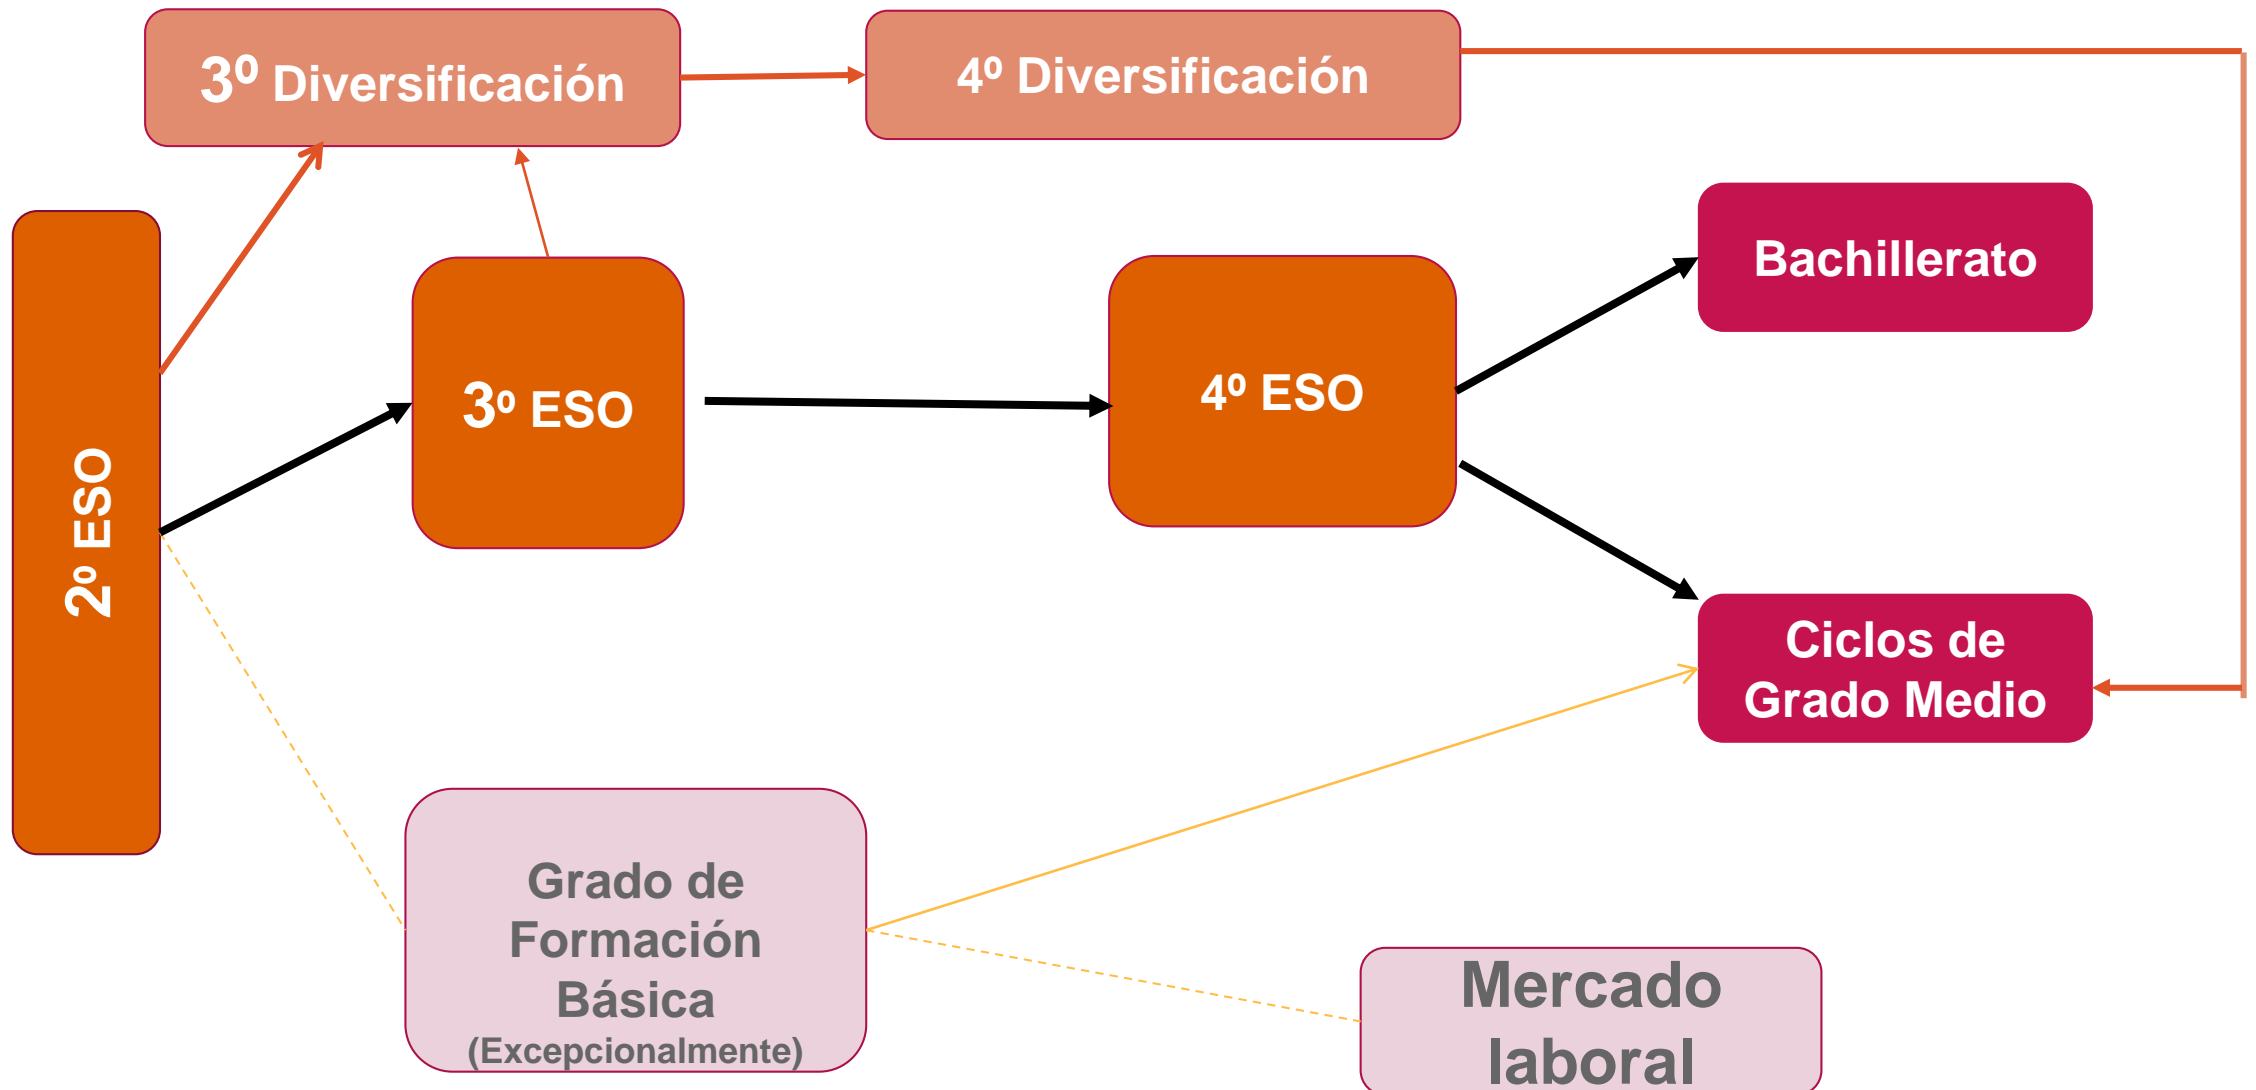 3º Diversificación
4º Diversificación
Bachillerato
2º ESO
3º ESO
4º ESO
Ciclos de
Grado Medio
Grado de
Formación
Básica
(Excepcionalmente)
Mercado
laboral